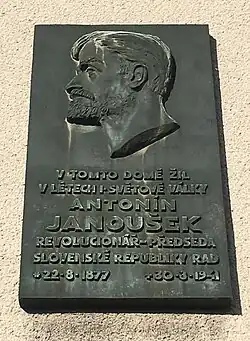 V TOMTO DOMĚ ŽIL
V LÉTECH I. SVĚTOVÉ VÁLKY
ANTONÍN
JANOUŠEK
REVOLUCIONÁŘ – PŘEDSEDA
SLOVENSKÉ REPUBLIKY RAD
*22·8·1877 +30·3·1941